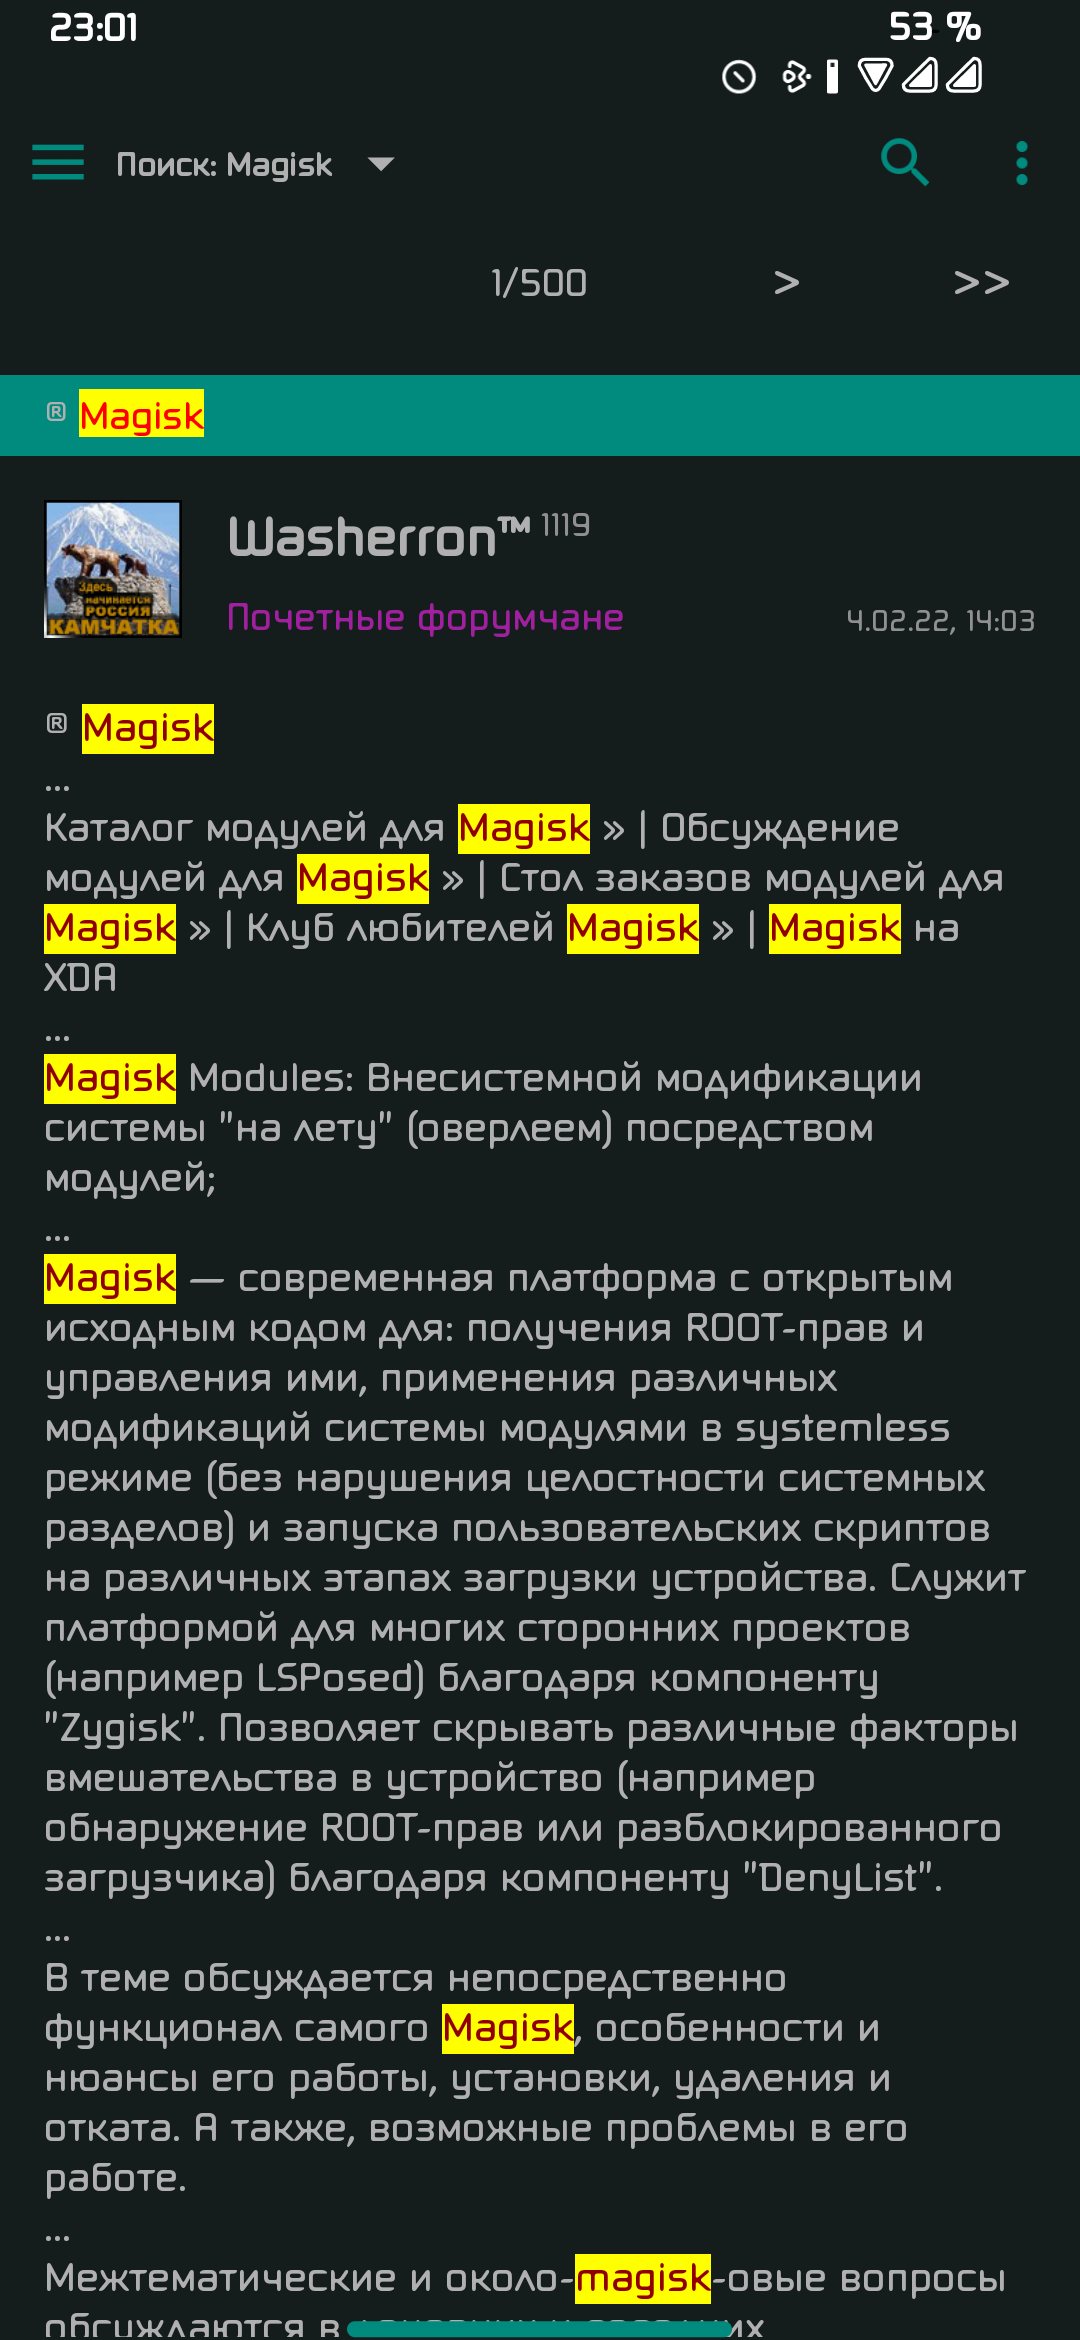 23:01
53 %
Поиск: Magisk
1/500 > >>
® Magisk
Здесь
начинается
РОССИЯ
КАМЧАТКА
Washerron™ 1119
Почетные форумчане
4.02.22, 14:03
® Magisk
...
Каталог модулей для Magisk » | Обсуждение
модулей для Magisk » | Стол заказов модулей для
Magisk » | Клуб любителей Magisk » | Magisk на
XDA
...
Magisk Modules: Внесистемной модификации
системы "на лету" (оверлеем) посредством
модулей;
...
Magisk — современная платформа с открытым
исходным кодом для: получения ROOT-прав и
управления ими, применения различных
модификаций системы модулями в systemless
режиме (без нарушения целостности системных
разделов) и запуска пользовательских скриптов
на различных этапах загрузки устройства. Служит
платформой для многих сторонних проектов
(например LSPosed) благодаря компоненту
"Zygisk". Позволяет скрывать различные факторы
вмешательства в устройство (например
обнаружение ROOT-прав или разблокированного
загрузчика) благодаря компоненту "DenyList".
...
В теме обсуждается непосредственно
функционал самого Magisk, особенности и
нюансы его работы, установки, удаления и
отката. А также, возможные проблемы в его
работе.
...
Межтематические и около-magisk-овые вопросы
обсуждаются в